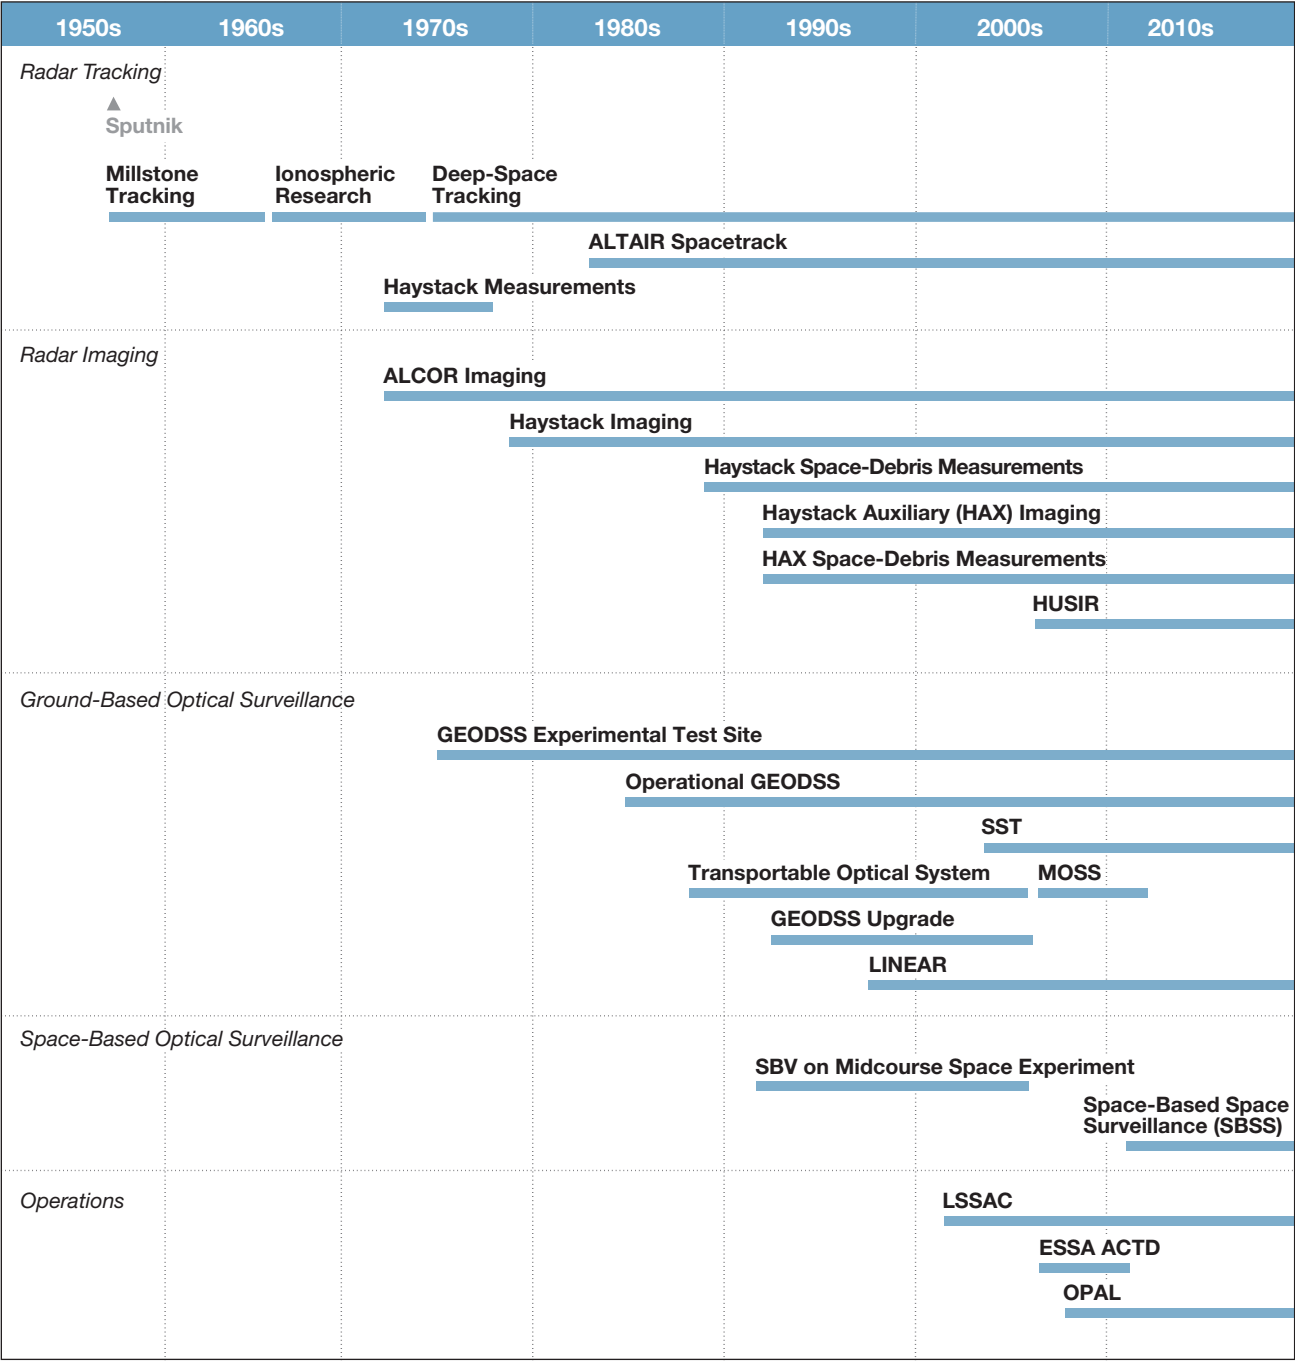 1950s 1960s 1970s 1980s 1990s 2000s 2010s
Radar Tracking
Sputnik
Millstone
Tracking
Ionospheric
Research
Deep-Space
Tracking
ALTAIR Spacetrack
Haystack Measurements
Radar Imaging
ALCOR Imaging
Haystack Imaging
Haystack Space-Debris Measurements
Haystack Auxiliary (HAX) Imaging
HAX Space-Debris Measurements
HUSIR
Ground-Based Optical Surveillance
GEODSS Experimental Test Site
Operational GEODSS
SST
Transportable Optical System
MOSS
GEODSS Upgrade
LINEAR
Space-Based Optical Surveillance
SBV on Midcourse Space Experiment
Space-Based Space
Surveillance (SBSS)
Operations
LSSAC
ESSA ACTD
OPAL